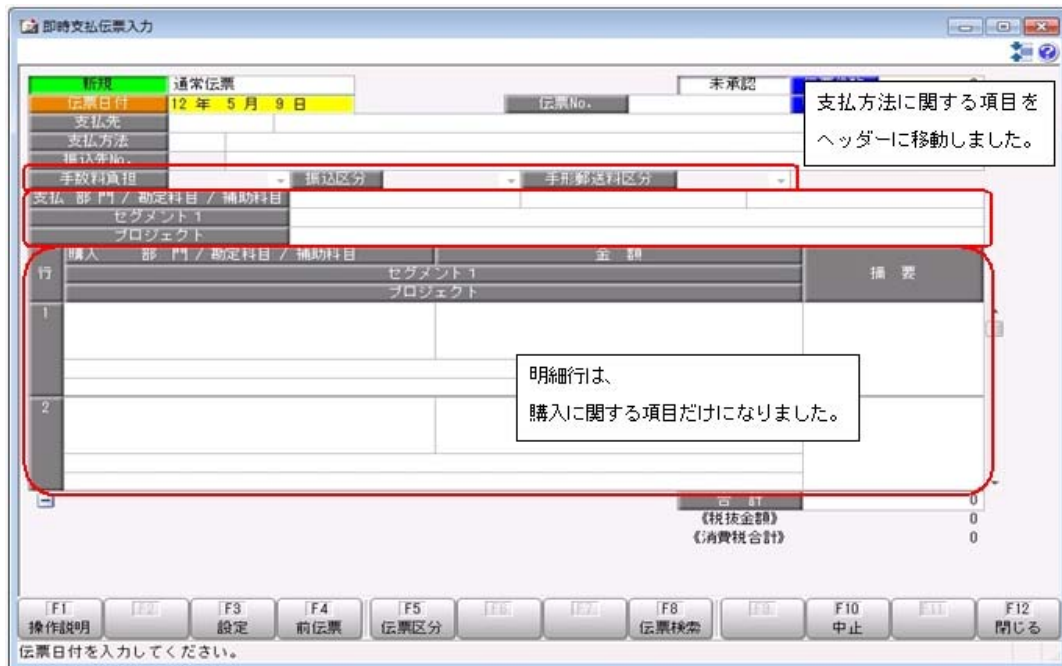 即時支払伝票入力
新規 通常伝票 未承認
伝票日付 12 年 5 月 9 日 伝票No.
支払先
支払方法
振込先No.
支払方法に関する項目を
ヘッダーに移動しました。
手数料負担 振込区分 手形郵送料区分
支払 部 門 / 勘定科目 / 補助科目
セグメント1
プロジェクト
行 購入 部 門 / 勘定科目 / 補助科目 金 額 摘 要
セグメント1
プロジェクト
1
明細行は、
購入に関する項目だけになりました。
2
合 計 0
《税抜金額》 0
《消費税合計》 0
F1 F2 F3 F4 F5 F6 F7 F8 F9 F10 F11 F12
操作説明 設定 前伝票 伝票区分 伝票検索 中止 閉じる
伝票日付を入力してください。